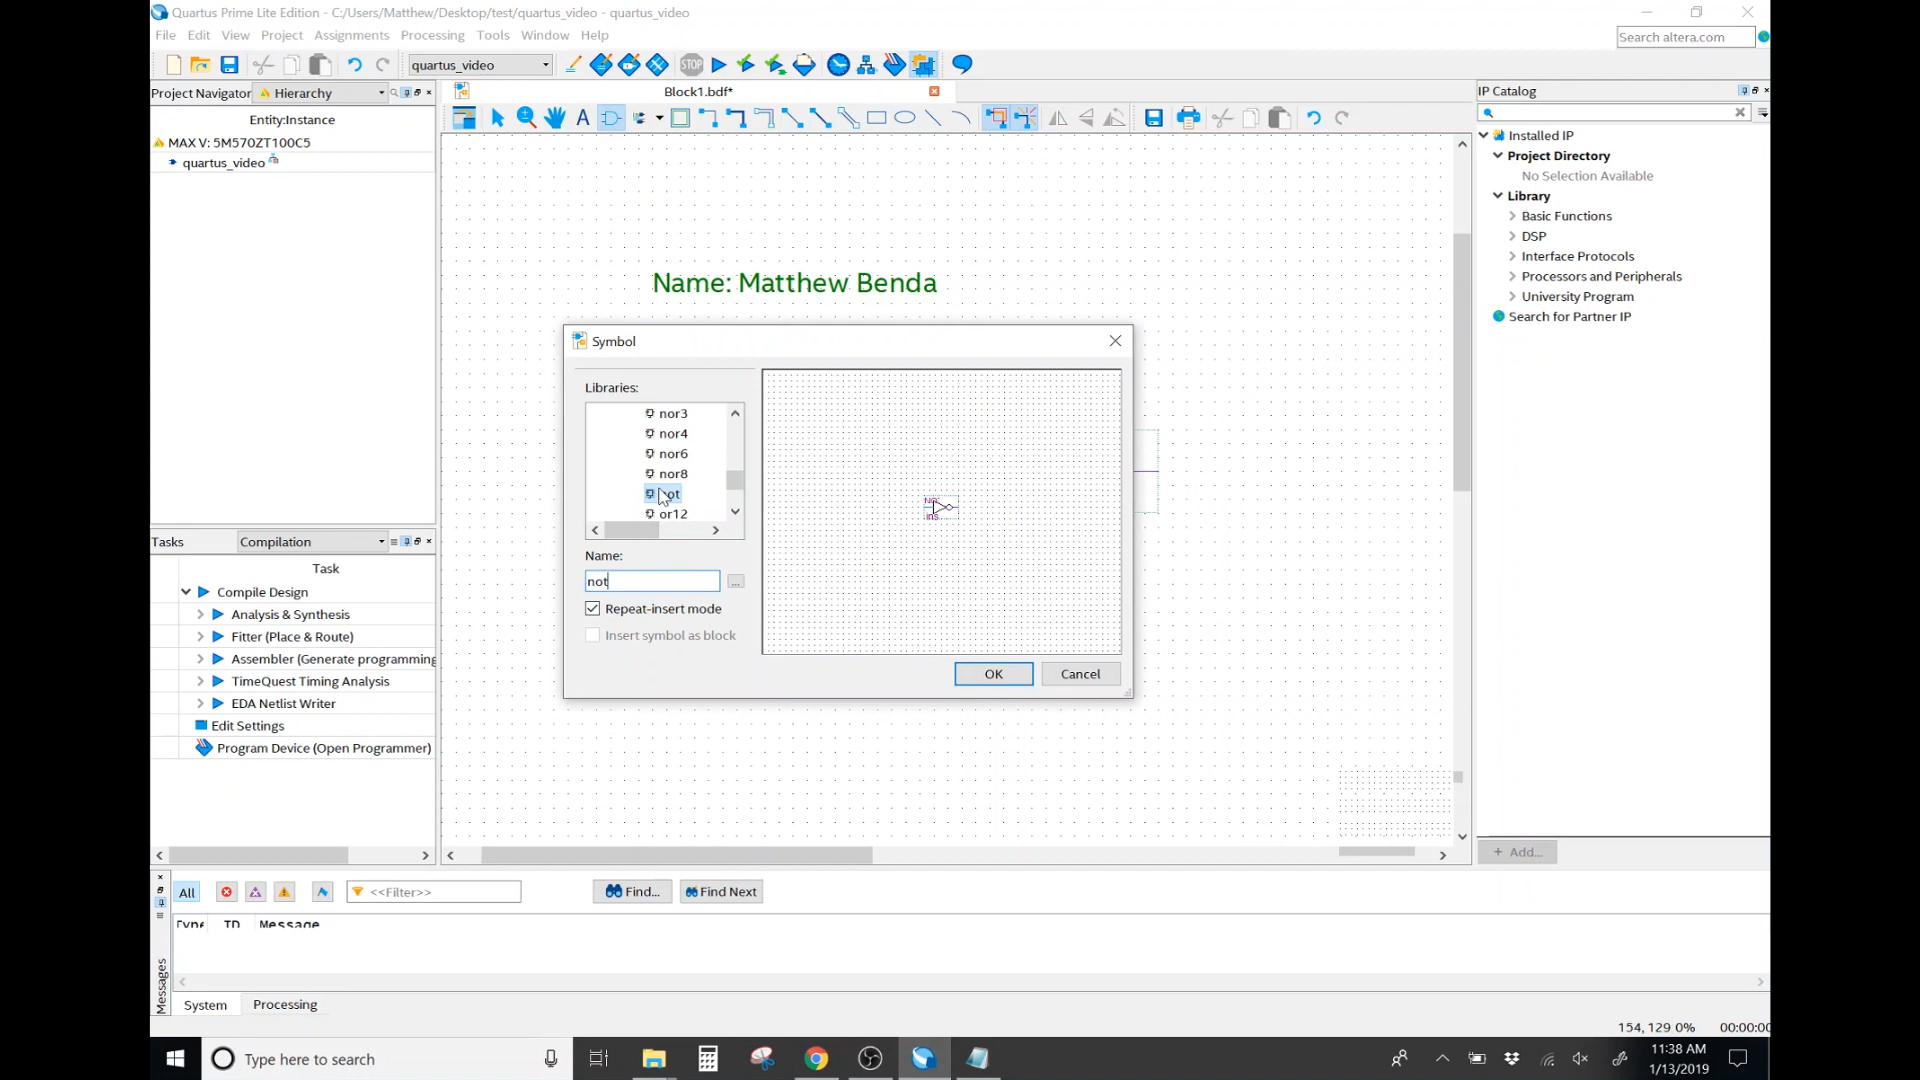 Quartus Prime Lite Edition - C:/Users/Matthew/Desktop/test/quartus_video - quartus_video
File Edit View Project Assignments Processing Tools Window Help
Search altera.com
quartus_video
Project Navigator Hierarchy
Block1.bdf*
IP Catalog
Entity:Instance
MAX V: 5M570ZT100C5
quartus_video
Installed IP
Project Directory
No Selection Available
Library
Basic Functions
DSP
Interface Protocols
Processors and Peripherals
University Program
Search for Partner IP
Name: Matthew Benda
Symbol
Libraries:
nor3
nor4
nor6
nor8
or12
Name:
not
...
Repeat-insert mode
Insert symbol as block
OK Cancel
Tasks Compilation
Task
Compile Design
Analysis & Synthesis
Fitter (Place & Route)
Assembler (Generate programming
TimeQuest Timing Analysis
EDA Netlist Writer
Edit Settings
Program Device (Open Programmer)
+ Add...
All <<Filter>> Find... Find Next
Type ID Message
Messages
System Processing
154, 129 0% 00:00:00
Type here to search
11:38 AM
1/13/2019